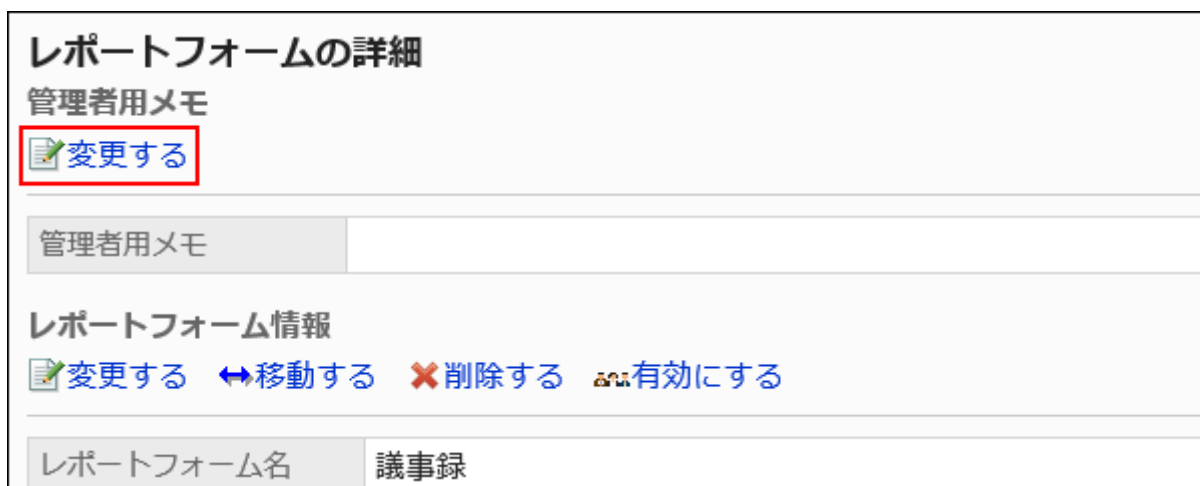 レポートフォームの詳細
管理者用メモ
変更する
管理者用メモ
レポートフォーム情報
変更する 移動する 削除する 有効にする
レポートフォーム名 議事録